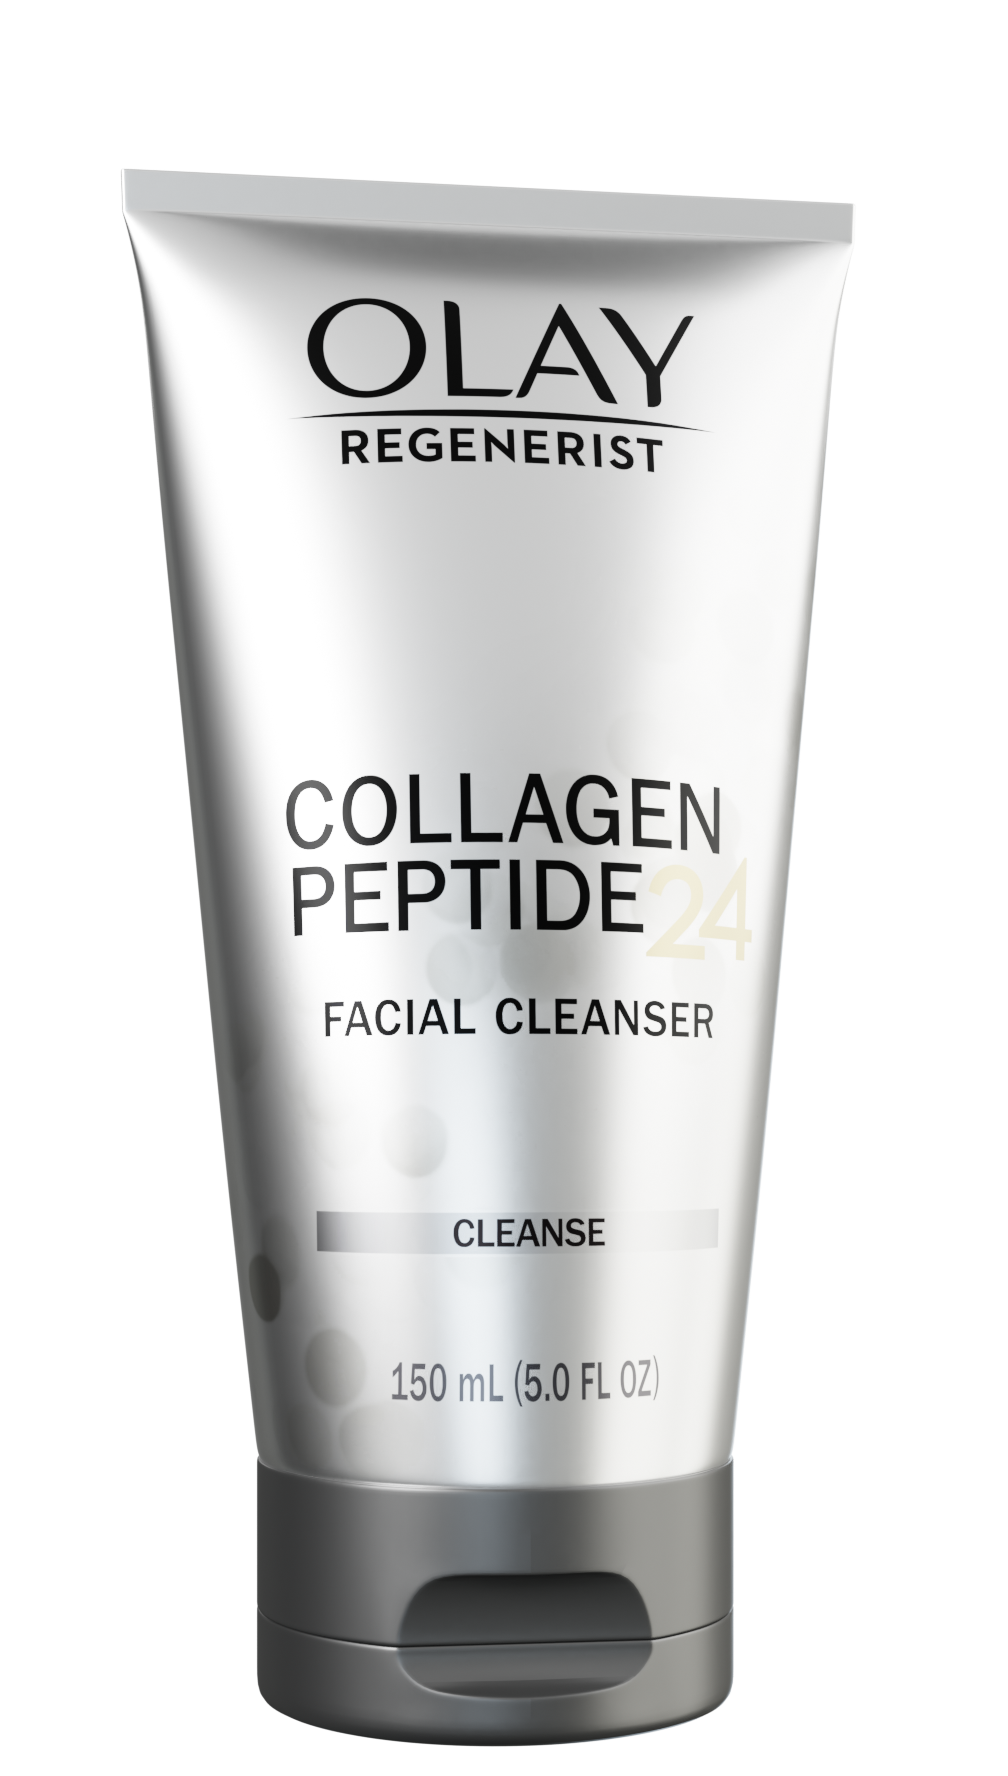 OLAY
REGENERIST
COLLAGEN
PEPTIDE24
FACIAL CLEANSER
CLEANSE
150 mL (5.0 FL OZ)